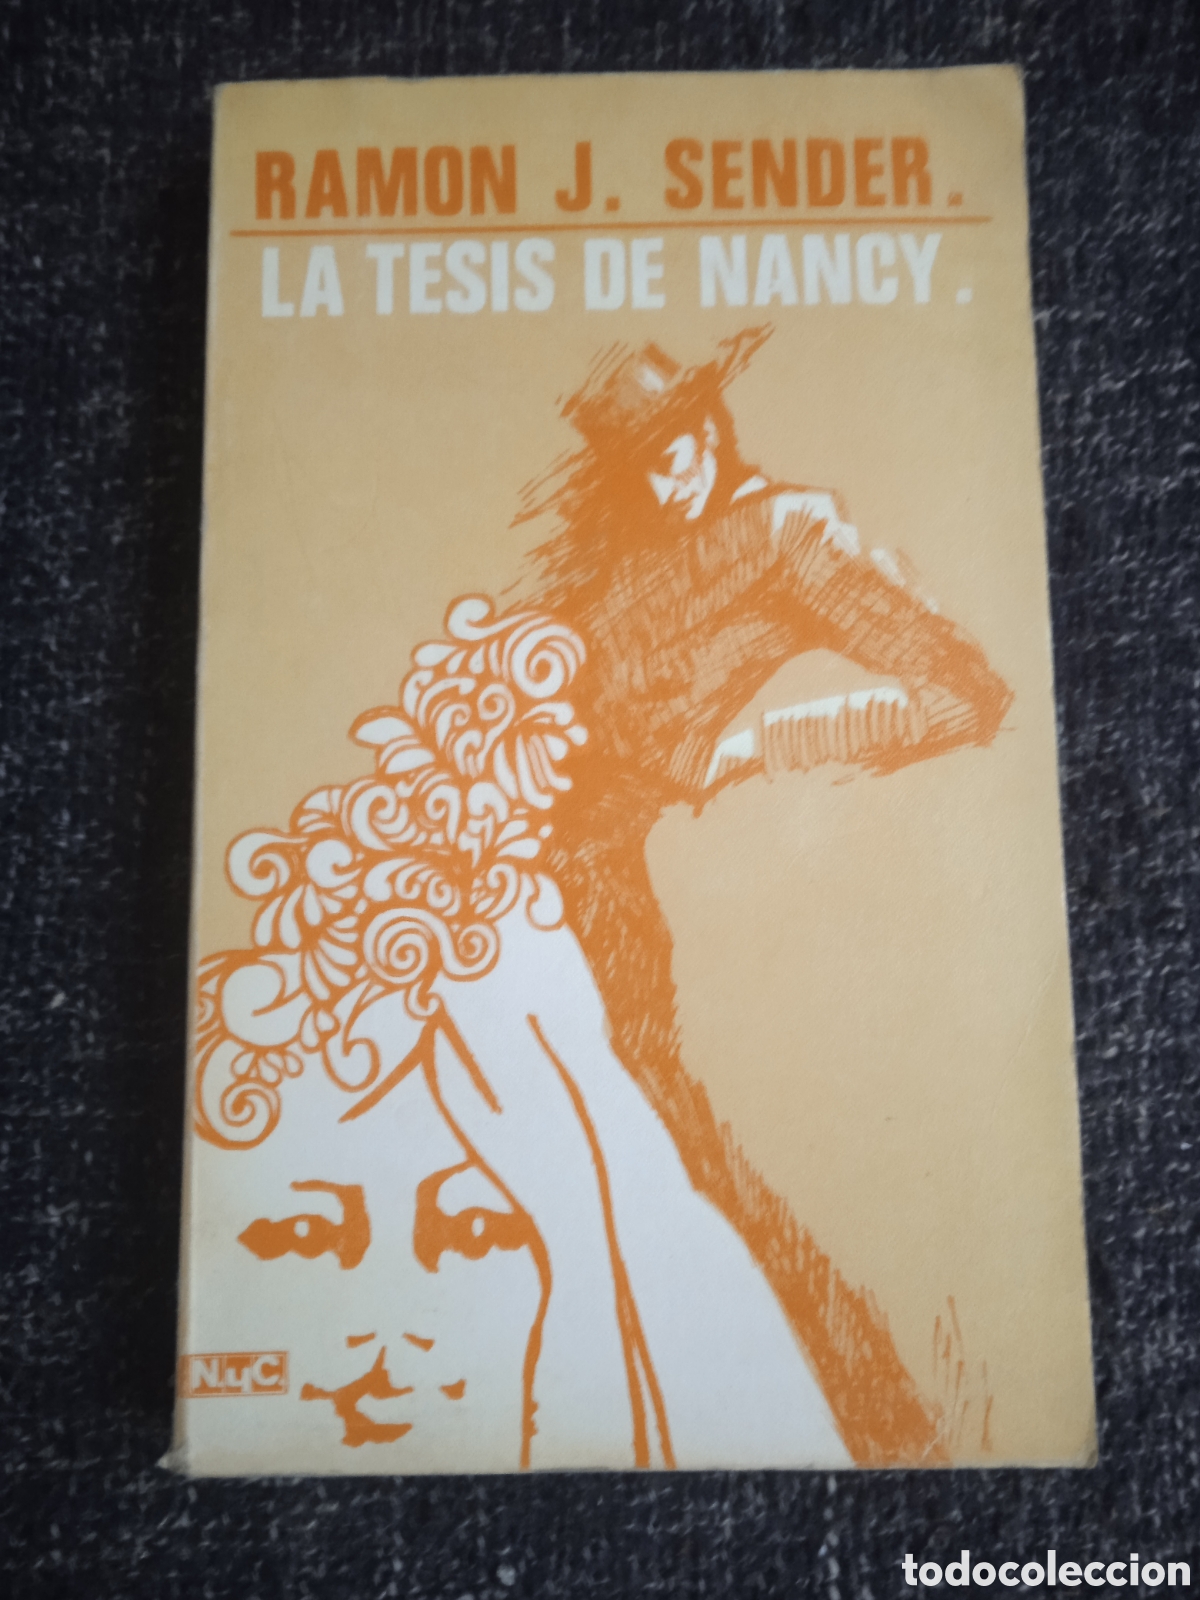 RAMON J. SENDER.
LA TESIS DE NANCY.
N.yC.
todocoleccion